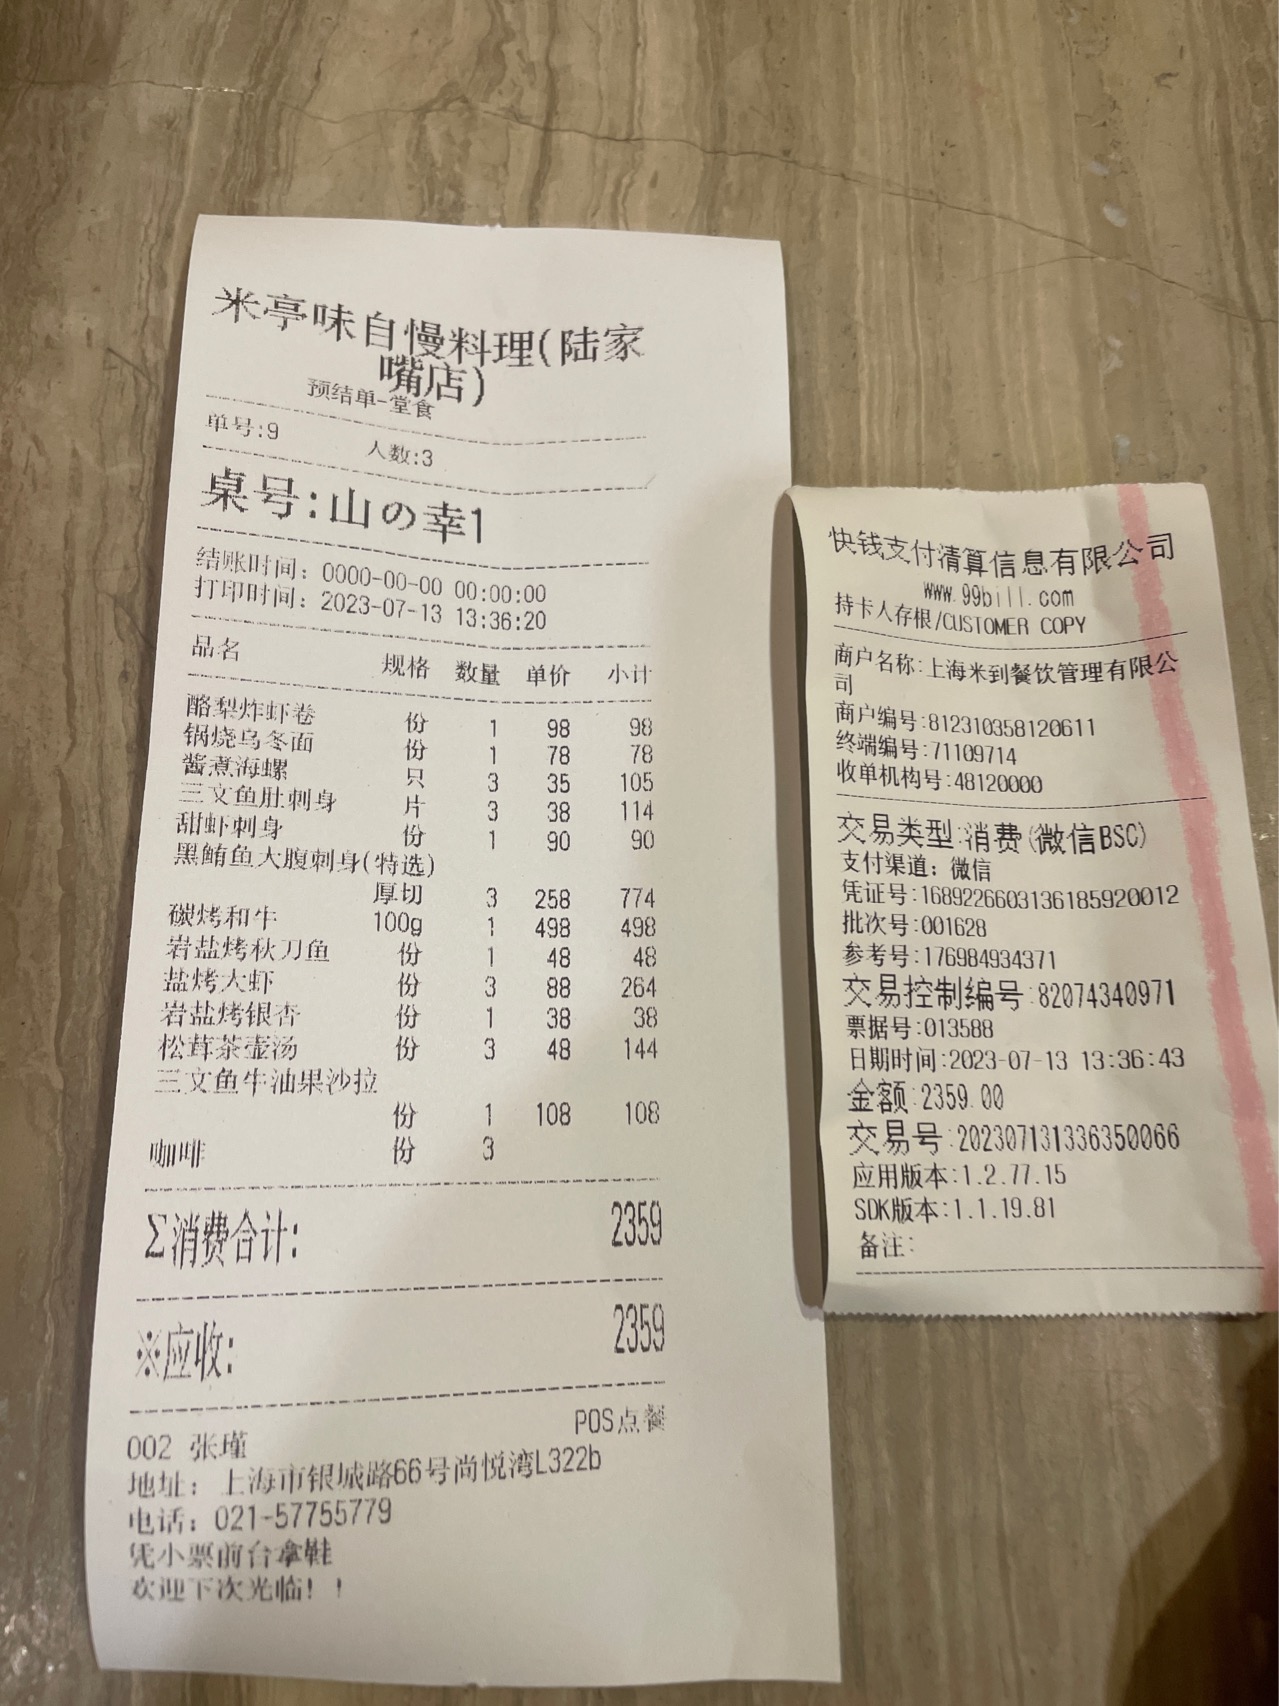 米亭味自慢料理(陆家
嘴店)
预结单-堂食
单号:9 人数:3
桌号:山の幸1
结账时间: 0000-00-00 00:00:00
打印时间: 2023-07-13 13:36:20
品名 规格 数量 单价 小计
酪梨炸虾卷 份 1 98 98
锅烧乌冬面 份 1 78 78
酱煮海螺 只 3 35 105
三文鱼肚刺身 片 3 38 114
甜虾刺身 份 1 90 90
黑鲔鱼大腹刺身(特选)
厚切 3 258 774
碳烤和牛 100g 1 498 498
岩盐烤秋刀鱼 份 1 48 48
盐烤大虾 份 3 88 264
岩盐烤银杏 份 1 38 38
松茸茶壶汤 份 3 48 144
三文鱼牛油果沙拉
份 1 108 108
咖啡 份 3
Σ消费合计: 2359
※应收: 2359
POS点餐
002 张瑾
地址: 上海市银城路66号尚悦湾L322b
电话: 021-57755779
凭小票前台拿鞋
欢迎下次光临!!
快钱支付清算信息有限公司
www.99bill.com
持卡人存根/CUSTOMER COPY
商户名称:上海米到餐饮管理有限公
司
商户编号:812310358120611
终端编号:71109714
收单机构号:48120000
交易类型:消费(微信BSC)
支付渠道: 微信
凭证号:16892266031361859​20012
批次号:001628
参考号:176984934371
交易控制编号:82074340971
票据号:013588
日期时间:2023-07-13 13:36:43
金额:2359.00
交易号:20230713133635​0066
应用版本:1.2.77.15
SDK版本:1.1.19.81
备注: